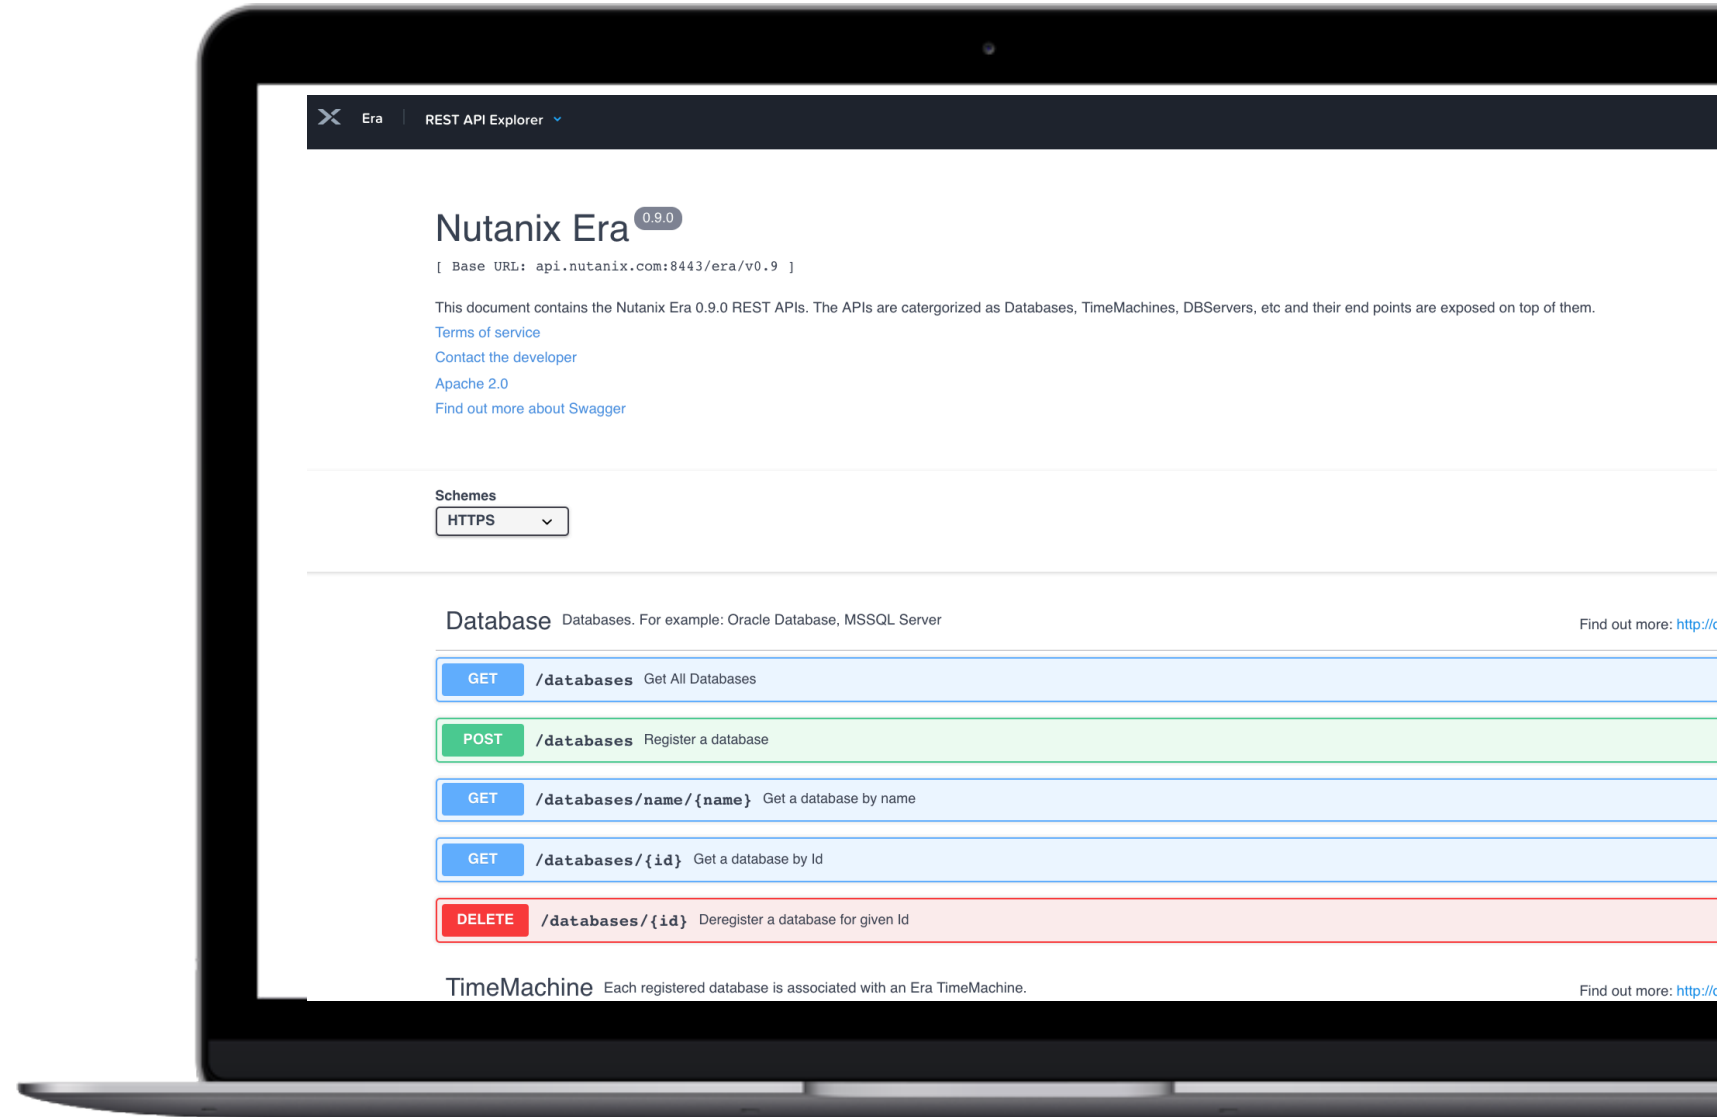 Era
REST API Explorer
Nutanix Era 0.9.0
[ Base URL: api.nutanix.com:8443/era/v0.9 ]
This document contains the Nutanix Era 0.9.0 REST APIs. The APIs are catergorized as Databases, TimeMachines, DBServers, etc and their end points are exposed on top of them.
Terms of service
Contact the developer
Apache 2.0
Find out more about Swagger
Schemes
HTTPS
Database Databases. For example: Oracle Database, MSSQL Server
Find out more: http://
GET /databases Get All Databases
POST /databases Register a database
GET /databases/name/{name} Get a database by name
GET /databases/{id} Get a database by Id
DELETE /databases/{id} Deregister a database for given Id
TimeMachine Each registered database is associated with an Era TimeMachine.
Find out more: http://